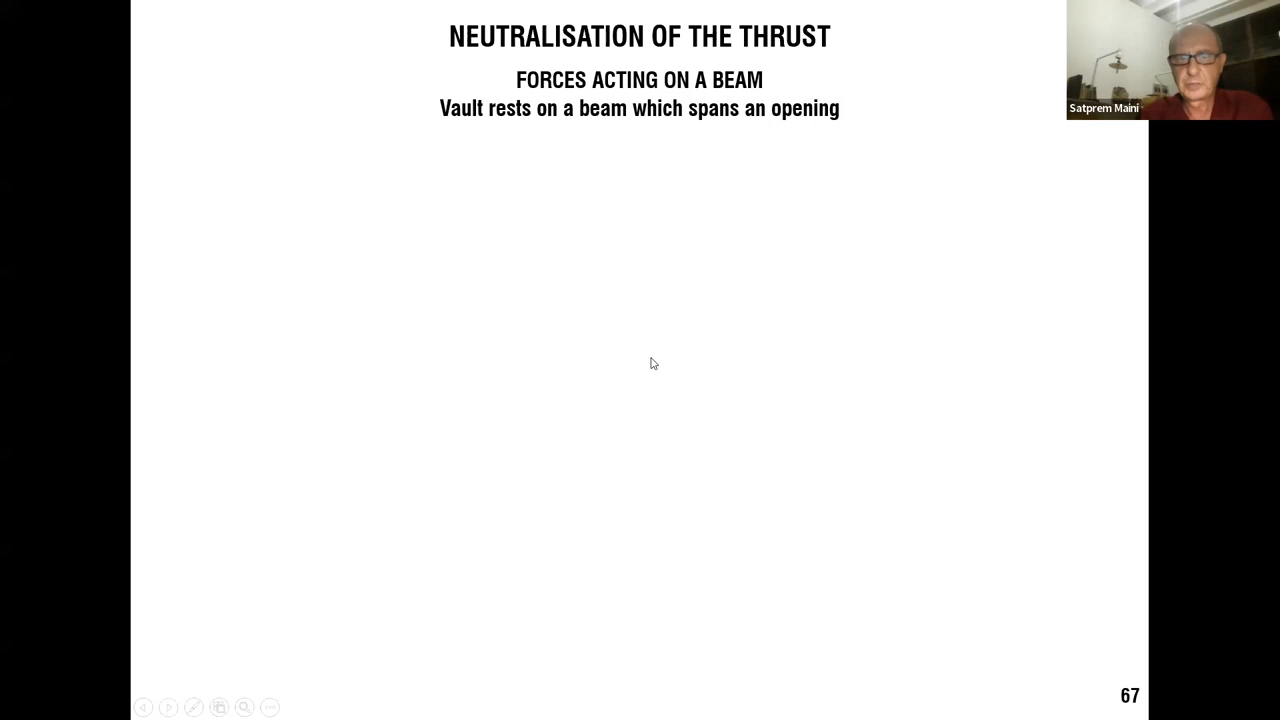 NEUTRALISATION OF THE THRUST
FORCES ACTING ON A BEAM
Vault rests on a beam which spans an opening
Satprem Maini
67